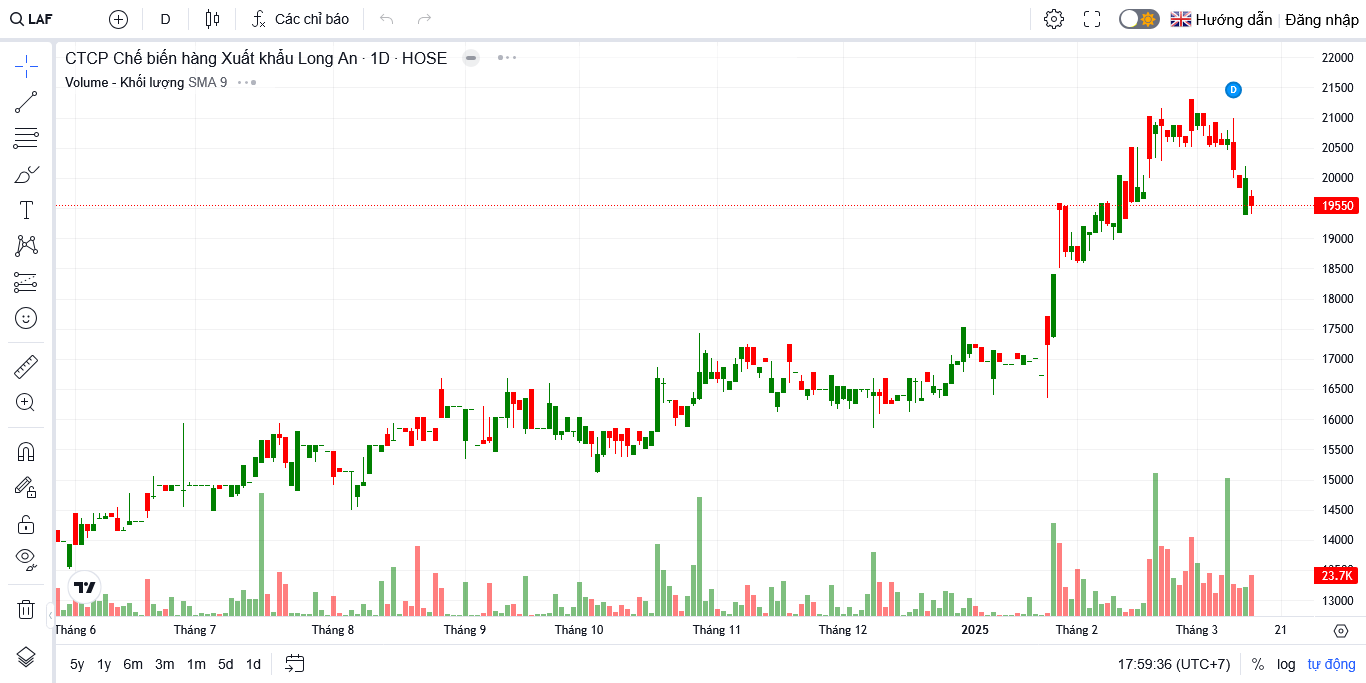 LAF D Các chỉ báo Hướng dẫn Đăng nhập
CTCP Chế biến hàng Xuất khẩu Long An · 1D · HOSE
Volume - Khối lượng SMA 9
D
22000
21500
21000
20500
20000
19550
19000
18500
18000
17500
17000
16500
16000
15500
15000
14500
14000
23.7K
13000
Tháng 6 Tháng 7 Tháng 8 Tháng 9 Tháng 10 Tháng 11 Tháng 12 2025 Tháng 2 Tháng 3 21
5y 1y 6m 3m 1m 5d 1d 17:59:36 (UTC+7) % log tự động